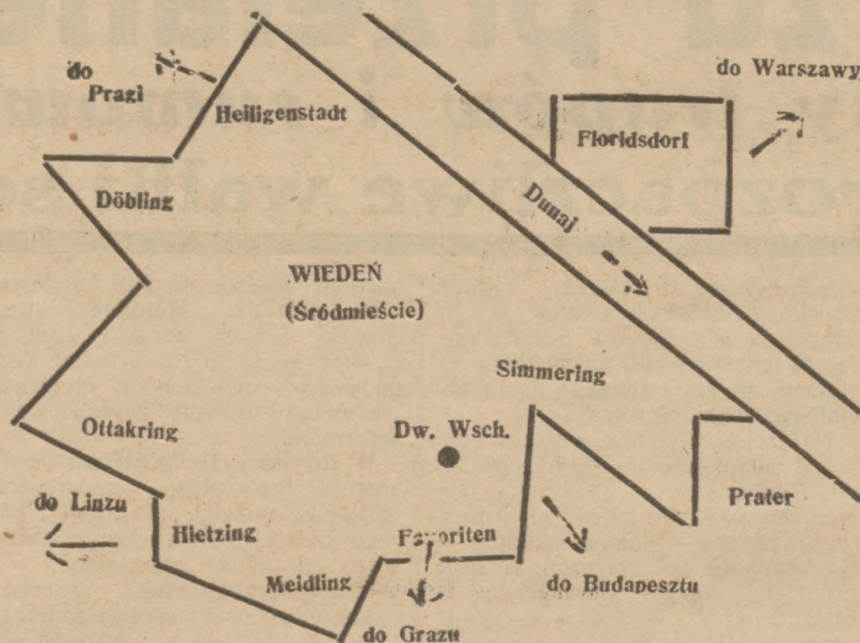 do Warszawy
do
Pragi
Heiligenstadt
Floridsdorf
Döbling
Dunaj
WIEDEŃ
(Śródmieście)
Simmering
Ottakring
Dw. Wsch.
do Linzu
Prater
Hietzing
Favoriten
Meidling
do Budapesztu
do Grazu